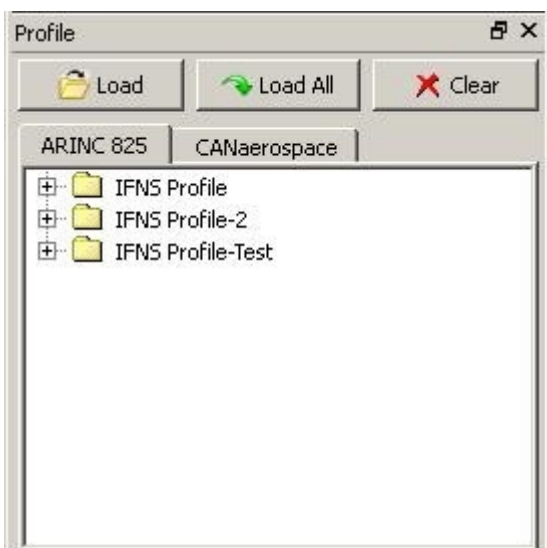 Profile
Load Load All Clear
ARINC 825 CANaerospace
IFNS Profile
IFNS Profile-2
IFNS Profile-Test